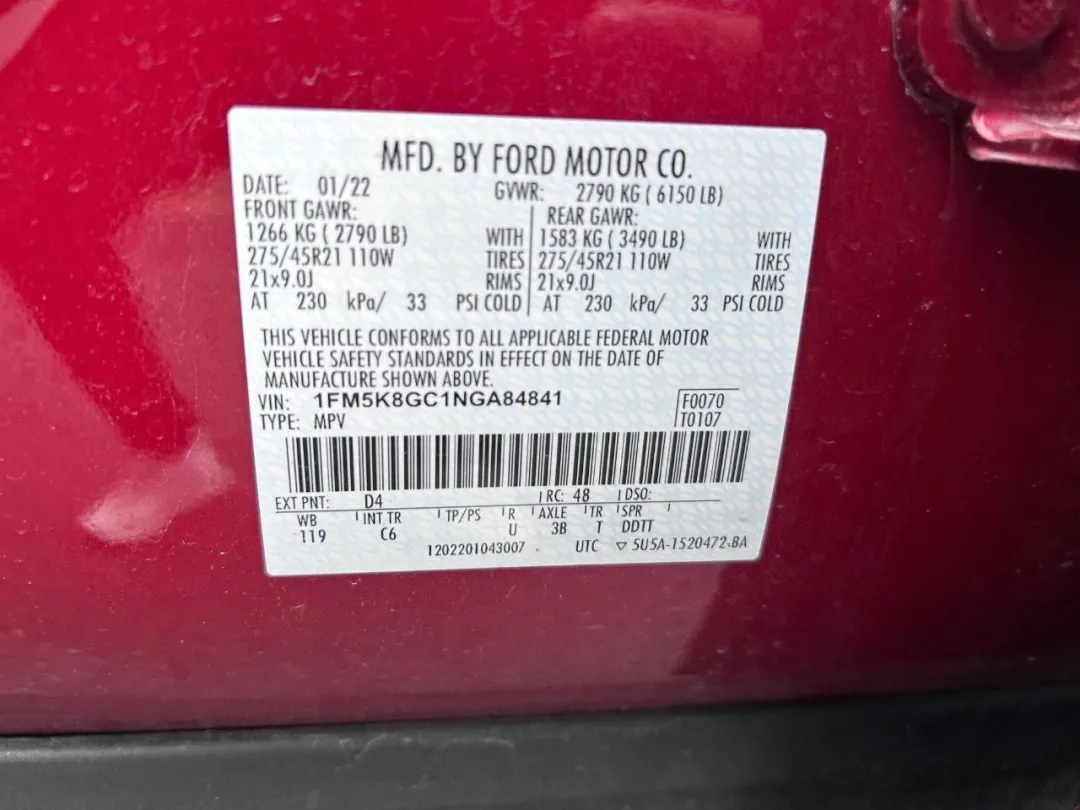 MFD. BY FORD MOTOR CO.
DATE: 01/22 GVWR: 2790 KG ( 6150 LB)
FRONT GAWR: REAR GAWR:
1266 KG ( 2790 LB) WITH 1583 KG ( 3490 LB) WITH
275/45R21 110W TIRES 275/45R21 110W TIRES
21x9.0J RIMS 21x9.0J RIMS
AT 230 kPa/ 33 PSI COLD AT 230 kPa/ 33 PSI COLD
THIS VEHICLE CONFORMS TO ALL APPLICABLE FEDERAL MOTOR
VEHICLE SAFETY STANDARDS IN EFFECT ON THE DATE OF
MANUFACTURE SHOWN ABOVE.
VIN: 1FM5K8GC1NGA84841 F0070
TYPE: MPV T0107
EXT PNT: D4 RC: 48 DSO:
WB INT TR TP/PS R AXLE TR SPR
119 C6 U 3B T DDTT
1202201043007 UTC ▽ 5U5A-1520472-BA